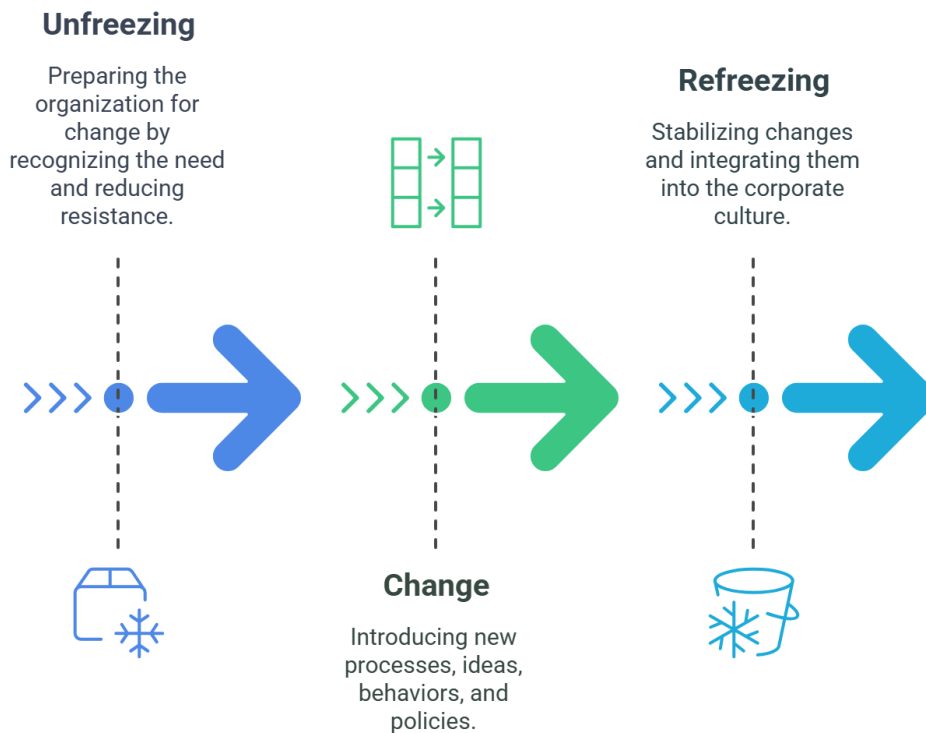 Unfreezing
Preparing the
organization for
change by
recognizing the need
and reducing
resistance.
Change
Introducing new
processes, ideas,
behaviors, and
policies.
Refreezing
Stabilizing changes
and integrating them
into the corporate
culture.